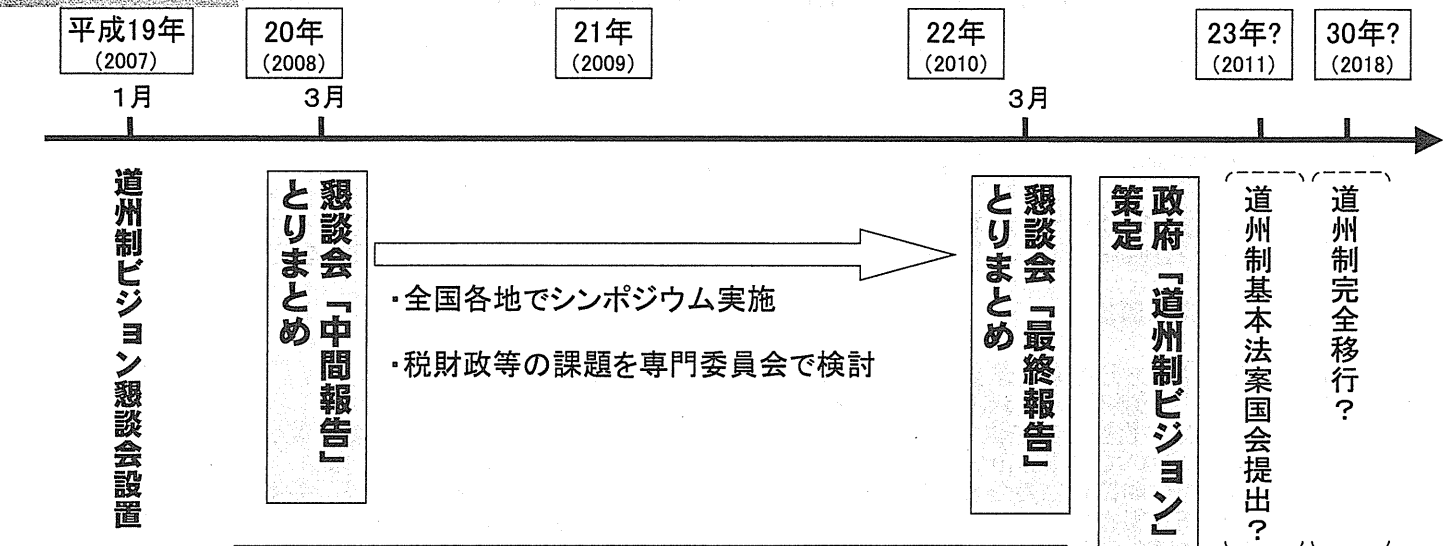 平成19年
(2007)
20年
(2008)
21年
(2009)
22年
(2010)
23年?
(2011)
30年?
(2018)
1月
3月
3月
道州制ビジョン懇談会設置
懇談会「中間報告」
とりまとめ
・全国各地でシンポジウム実施
・税財政等の課題を専門委員会で検討
懇談会「最終報告」
とりまとめ
政府「道州制ビジョン」
策定
道州制基本法案国会提出?
道州制完全移行?